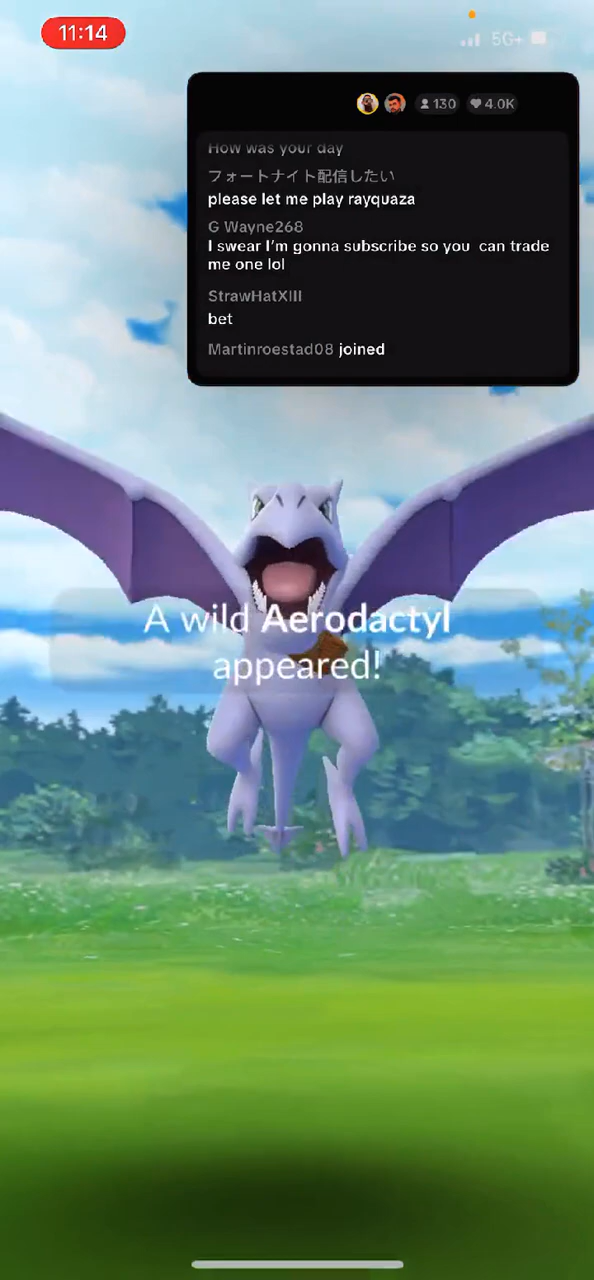 11:14
5G+
130
4.0K
How was your day
フォートナイト配信したい
please let me play rayquaza
G Wayne268
I swear I'm gonna subscribe so you can trade
me one lol
StrawHatXIII
bet
Martinroestad08 joined
A wild Aerodactyl
appeared!